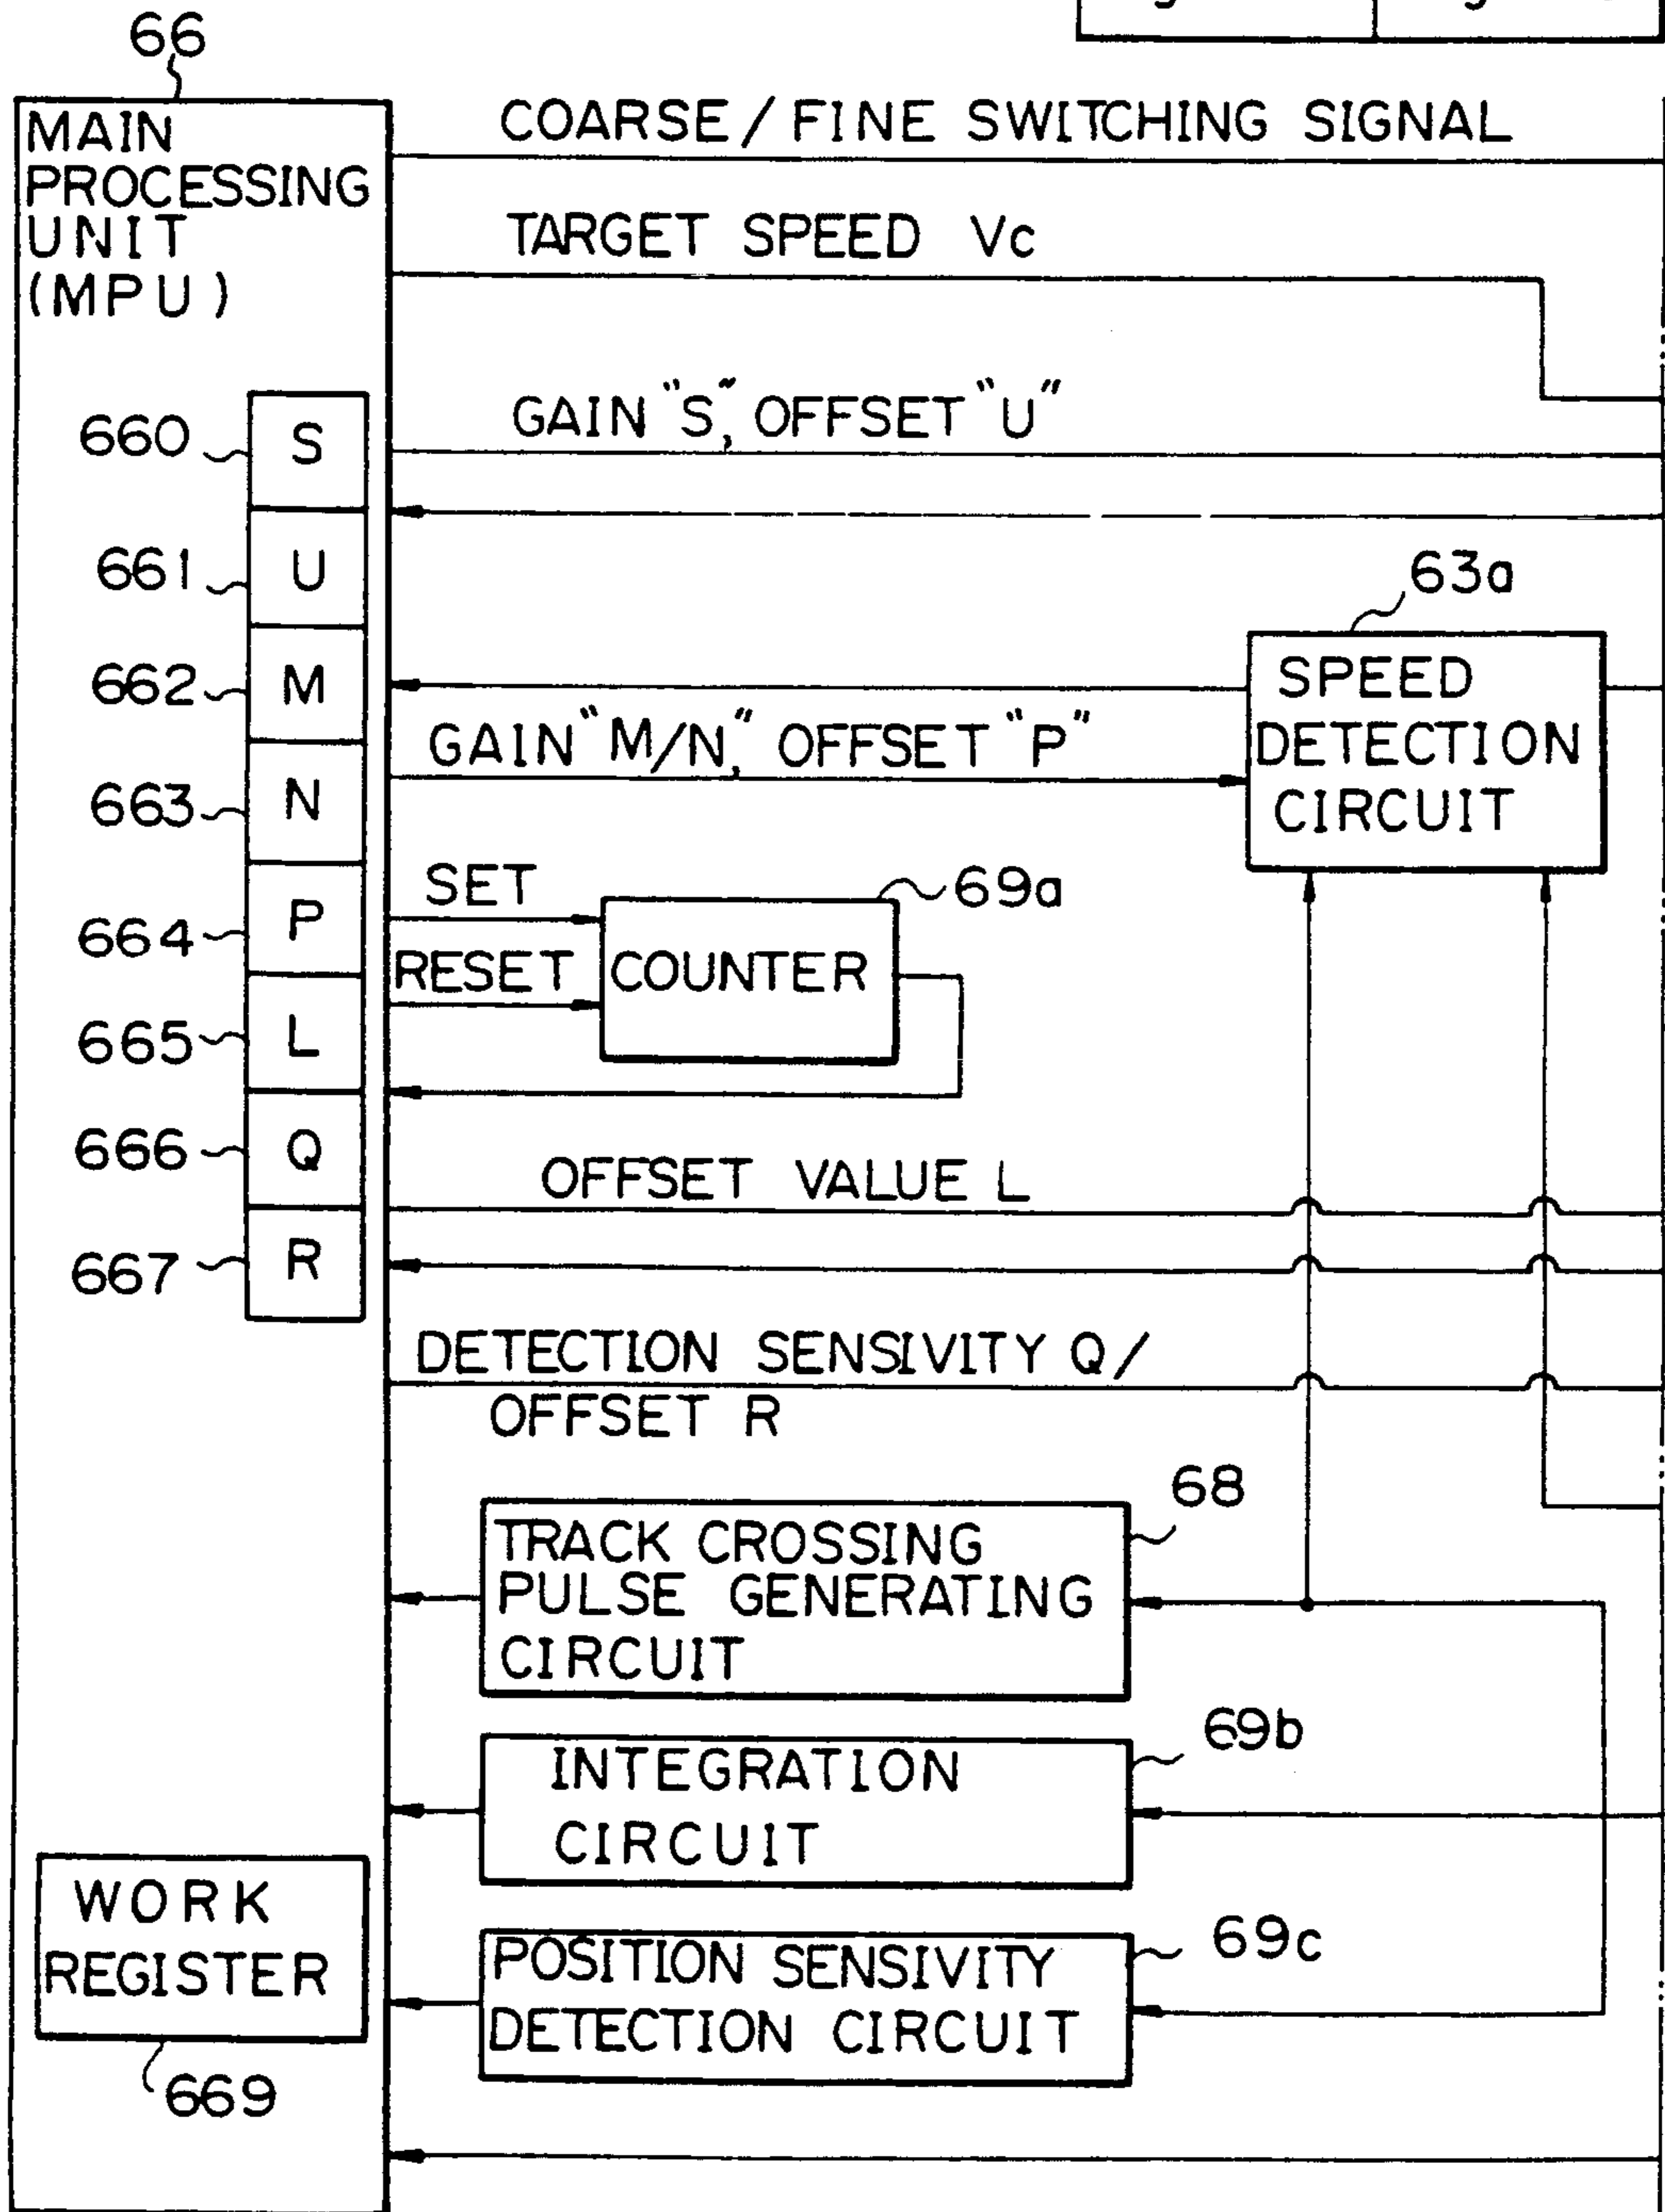 66
MAIN
PROCESSING
UNIT
(MPU)
COARSE/FINE SWITCHING SIGNAL
TARGET SPEED Vc
GAIN "S", OFFSET "U"
660
S
661
U
662
M
663
N
664
P
665
L
666
Q
667
R
63a
SPEED
DETECTION
CIRCUIT
GAIN "M/N," OFFSET "P"
SET
RESET
69a
COUNTER
OFFSET VALUE L
DETECTION SENSIVITY Q/
OFFSET R
68
TRACK CROSSING
PULSE GENERATING
CIRCUIT
69b
INTEGRATION
CIRCUIT
69c
POSITION SENSIVITY
DETECTION CIRCUIT
WORK
REGISTER
669